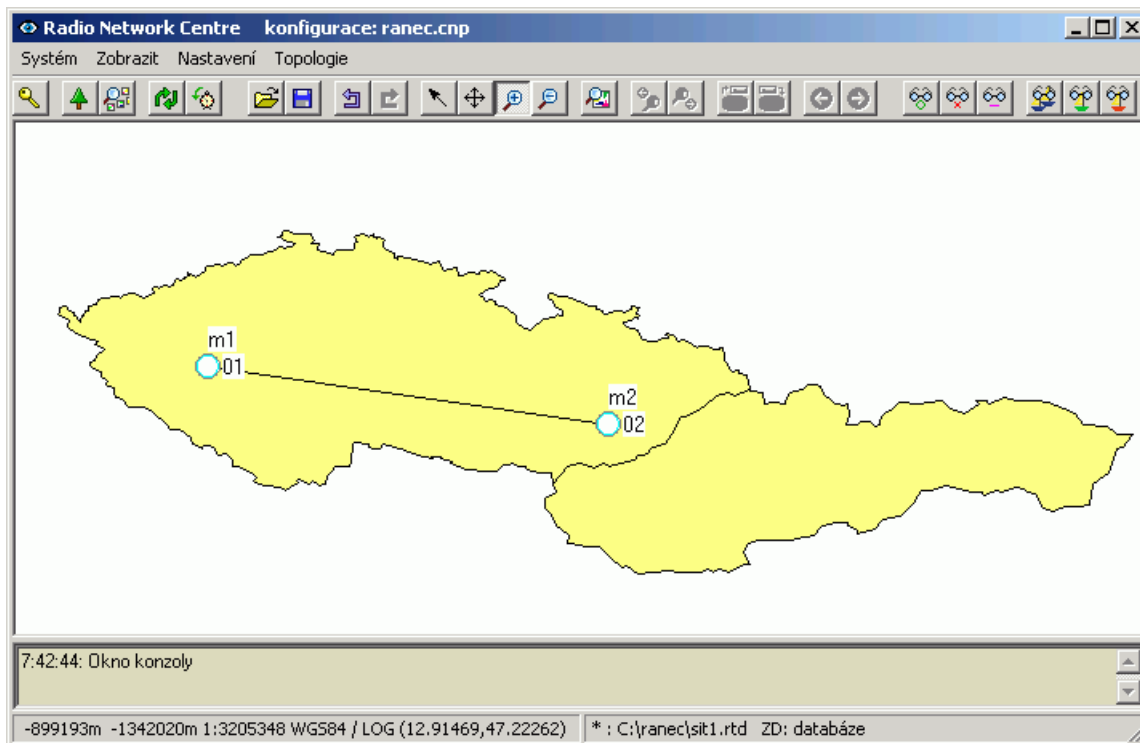 Radio Network Centre konfigurace: ranec.cnp
Systém Zobrazit Nastavení Topologie
m1
01
m2
02
7:42:44: Okno konzoly
-899193m -1342020m 1:3205348 WGS84 / LOG (12.91469,47.22262) * : C:\ranec\sit1.rtd ZD: databáze